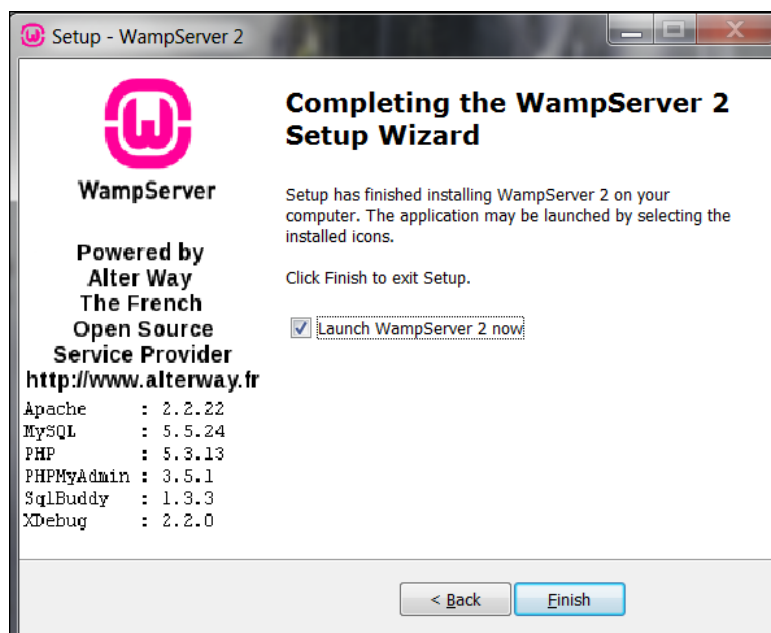 Setup - WampServer 2
WampServer
Powered by
Alter Way
The French
Open Source
Service Provider
http://www.alterway.fr
Apache : 2.2.22
MySQL : 5.5.24
PHP : 5.3.13
PHPMyAdmin : 3.5.1
SqlBuddy : 1.3.3
XDebug : 2.2.0
Completing the WampServer 2
Setup Wizard
Setup has finished installing WampServer 2 on your
computer. The application may be launched by selecting the
installed icons.
Click Finish to exit Setup.
Launch WampServer 2 now
< Back
Finish